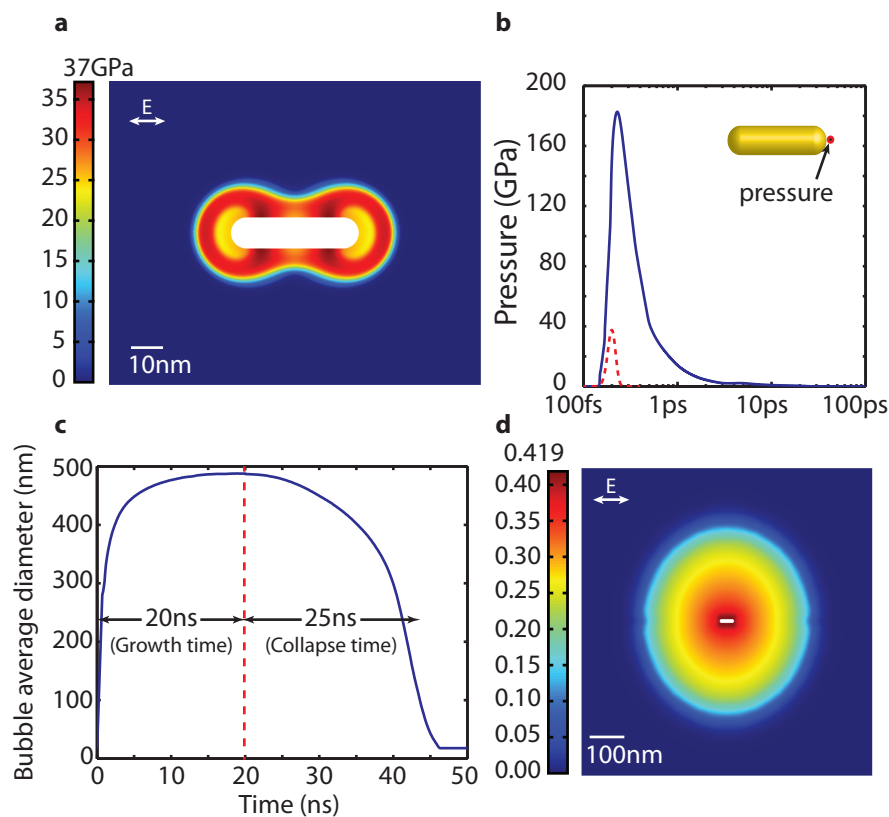 a
37GPa
35
30
25
20
15
10
5
0
E
10nm
b
Pressure (GPa)
200
160
120
80
40
0
100fs 1ps 10ps 100ps
pressure
c
Bubble average diameter (nm)
500
400
300
200
100
0
20ns
(Growth time)
25ns
(Collapse time)
0 10 20 30 40 50
Time (ns)
d
0.419
0.40
0.35
0.30
0.25
0.20
0.15
0.10
0.05
0.00
E
100nm